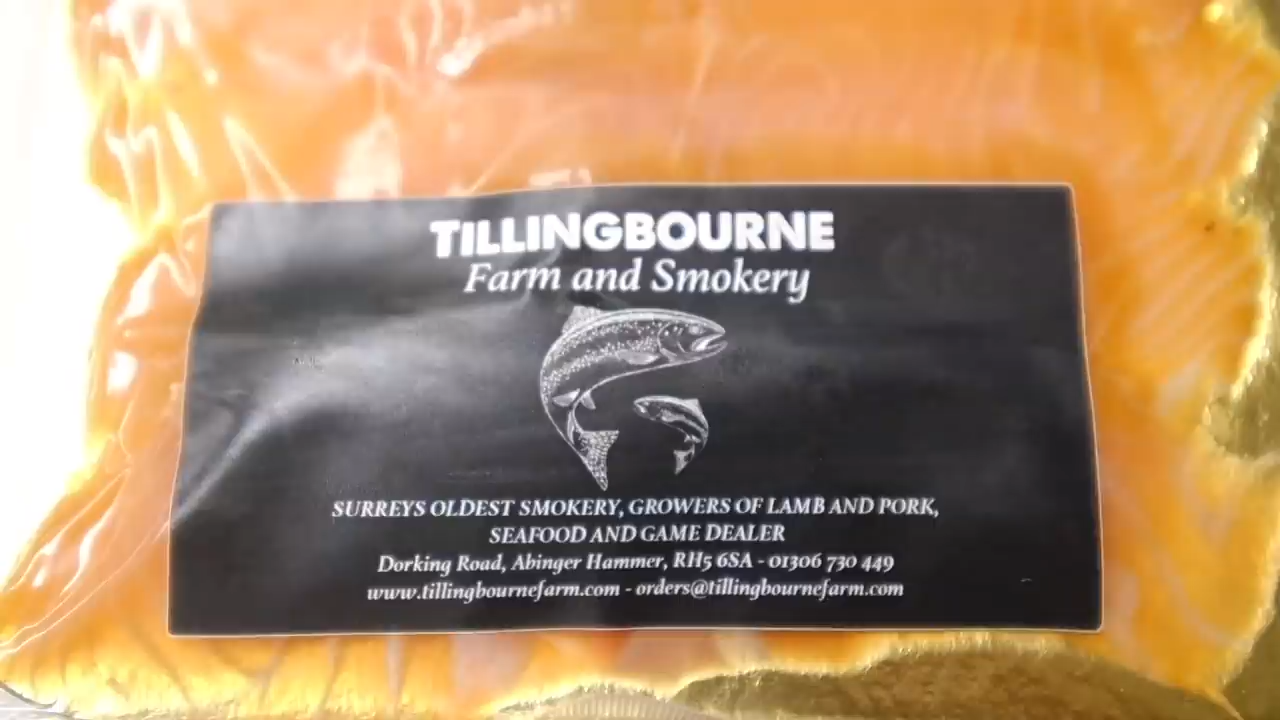 TILLINGBOURNE
Farm and Smokery
SURREYS OLDEST SMOKERY, GROWERS OF LAMB AND PORK,
SEAFOOD AND GAME DEALER
Dorking Road, Abinger Hammer, RH5 6SA - 01306 730 449
www.tillingbournefarm.com - orders@tillingbournefarm.com